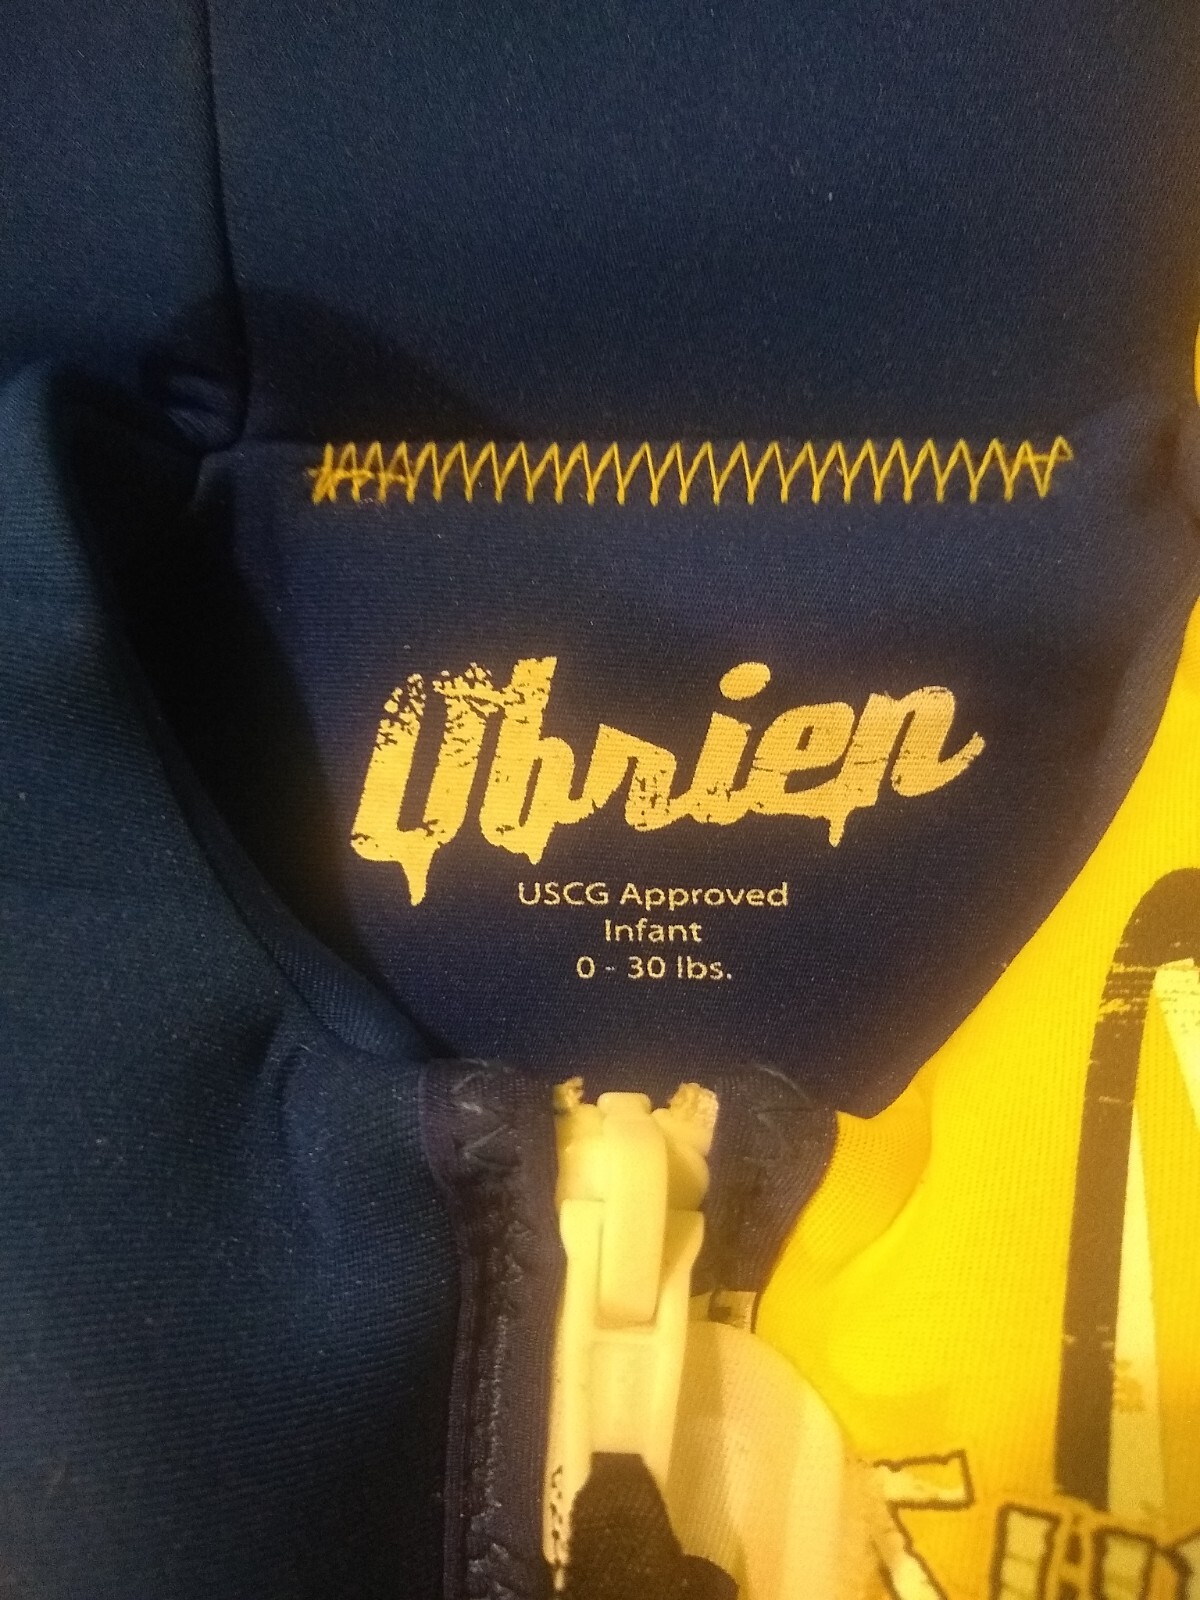 Obrien
USCG Approved
Infant
0 - 30 lbs.